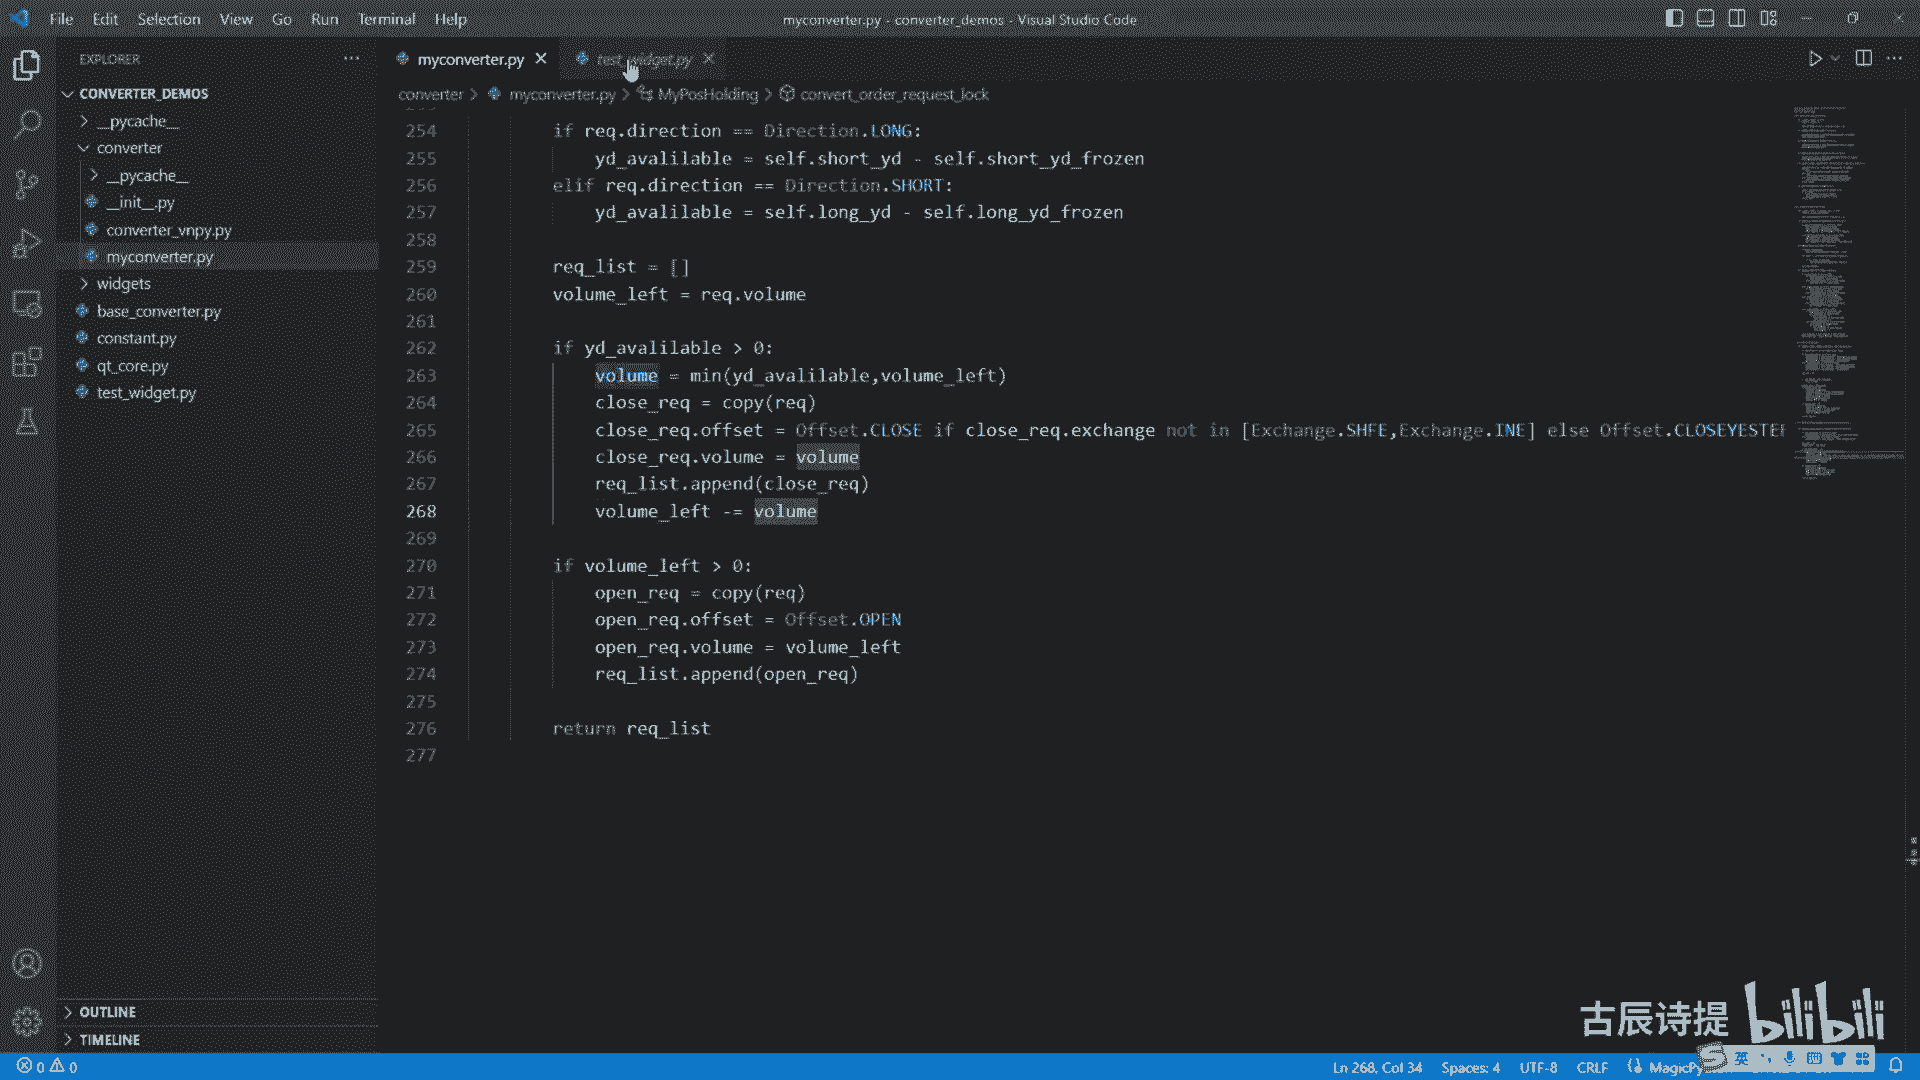 File Edit Selection View Go Run Terminal Help
myconverter.py - converter_demos - Visual Studio Code
EXPLORER
CONVERTER_DEMOS
__pycache__
converter
__pycache__
__init__.py
converter_vnpy.py
myconverter.py
widgets
base_converter.py
constant.py
qt_core.py
test_widget.py
OUTLINE
TIMELINE
myconverter.py test_widget.py
converter > myconverter.py > MyPosHolding > convert_order_request_lock
254 if req.direction == Direction.LONG:
255 yd_avalilable = self.short_yd - self.short_yd_frozen
256 elif req.direction == Direction.SHORT:
257 yd_avalilable = self.long_yd - self.long_yd_frozen
258
259 req_list = []
260 volume_left = req.volume
261
262 if yd_avalilable > 0:
263 volume = min(yd_avalilable,volume_left)
264 close_req = copy(req)
265 close_req.offset = Offset.CLOSE if close_req.exchange not in [Exchange.SHFE,Exchange.INE] else Offset.CLOSEYESTER
266 close_req.volume = volume
267 req_list.append(close_req)
268 volume_left -= volume
269
270 if volume_left > 0:
271 open_req = copy(req)
272 open_req.offset = Offset.OPEN
273 open_req.volume = volume_left
274 req_list.append(open_req)
275
276 return req_list
277
古辰诗提 bilibili
0 0
Ln 268, Col 34 Spaces: 4 UTF-8 CRLF MagicPy
英